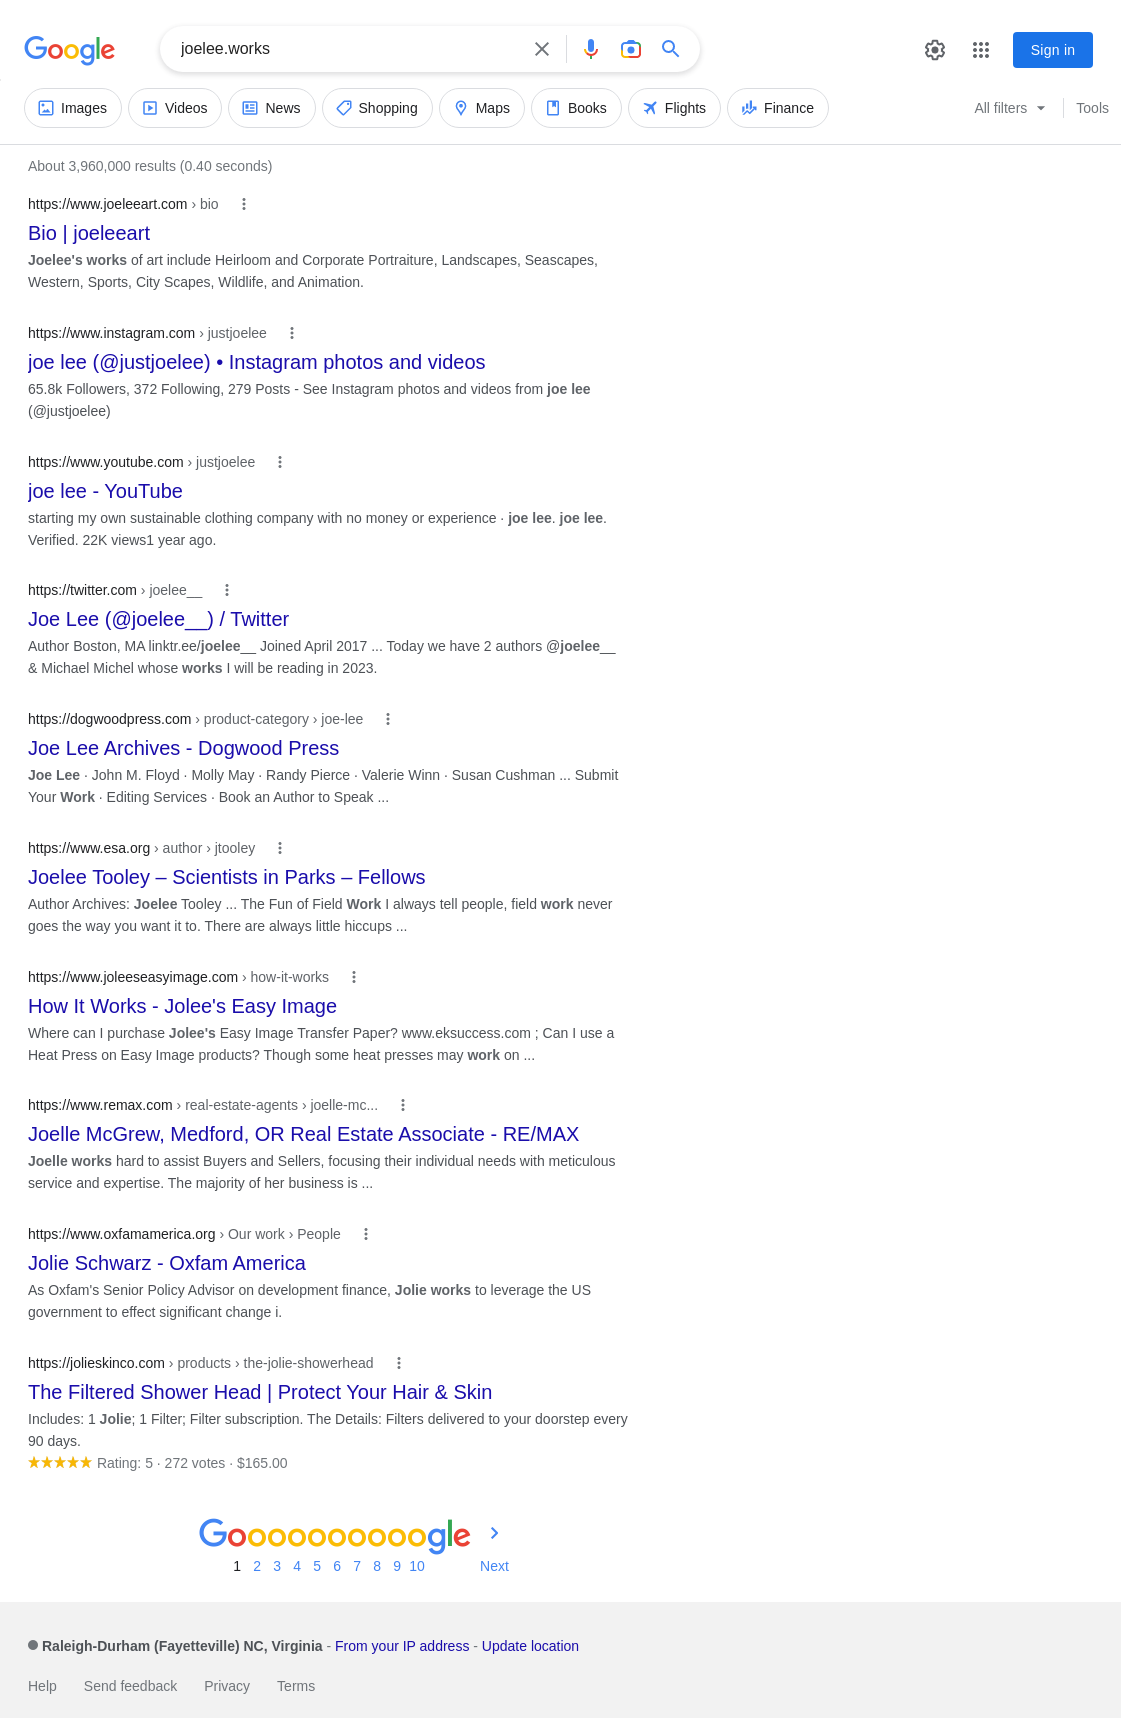 Google
joelee.works
Sign in
Images Videos News Shopping Maps Books Flights Finance All filters Tools
About 3,960,000 results (0.40 seconds)
https://www.joeleeart.com › bio
Bio | joeleeart
Joelee's works of art include Heirloom and Corporate Portraiture, Landscapes, Seascapes,
Western, Sports, City Scapes, Wildlife, and Animation.
https://www.instagram.com › justjoelee
joe lee (@justjoelee) • Instagram photos and videos
65.8k Followers, 372 Following, 279 Posts - See Instagram photos and videos from joe lee
(@justjoelee)
https://www.youtube.com › justjoelee
joe lee - YouTube
starting my own sustainable clothing company with no money or experience · joe lee. joe lee.
Verified. 22K views1 year ago.
https://twitter.com › joelee__
Joe Lee (@joelee__) / Twitter
Author Boston, MA linktr.ee/joelee__ Joined April 2017 ... Today we have 2 authors @joelee__
& Michael Michel whose works I will be reading in 2023.
https://dogwoodpress.com › product-category › joe-lee
Joe Lee Archives - Dogwood Press
Joe Lee · John M. Floyd · Molly May · Randy Pierce · Valerie Winn · Susan Cushman ... Submit
Your Work · Editing Services · Book an Author to Speak ...
https://www.esa.org › author › jtooley
Joelee Tooley – Scientists in Parks – Fellows
Author Archives: Joelee Tooley ... The Fun of Field Work I always tell people, field work never
goes the way you want it to. There are always little hiccups ...
https://www.joleeseasyimage.com › how-it-works
How It Works - Jolee's Easy Image
Where can I purchase Jolee's Easy Image Transfer Paper? www.eksuccess.com ; Can I use a
Heat Press on Easy Image products? Though some heat presses may work on ...
https://www.remax.com › real-estate-agents › joelle-mc...
Joelle McGrew, Medford, OR Real Estate Associate - RE/MAX
Joelle works hard to assist Buyers and Sellers, focusing their individual needs with meticulous
service and expertise. The majority of her business is ...
https://www.oxfamamerica.org › Our work › People
Jolie Schwarz - Oxfam America
As Oxfam's Senior Policy Advisor on development finance, Jolie works to leverage the US
government to effect significant change i.
https://jolieskinco.com › products › the-jolie-showerhead
The Filtered Shower Head | Protect Your Hair & Skin
Includes: 1 Jolie; 1 Filter; Filter subscription. The Details: Filters delivered to your doorstep every
90 days.
Rating: 5 · 272 votes · $165.00
Goooooooooogle
1 2 3 4 5 6 7 8 9 10 Next
Raleigh-Durham (Fayetteville) NC, Virginia - From your IP address - Update location
Help Send feedback Privacy Terms